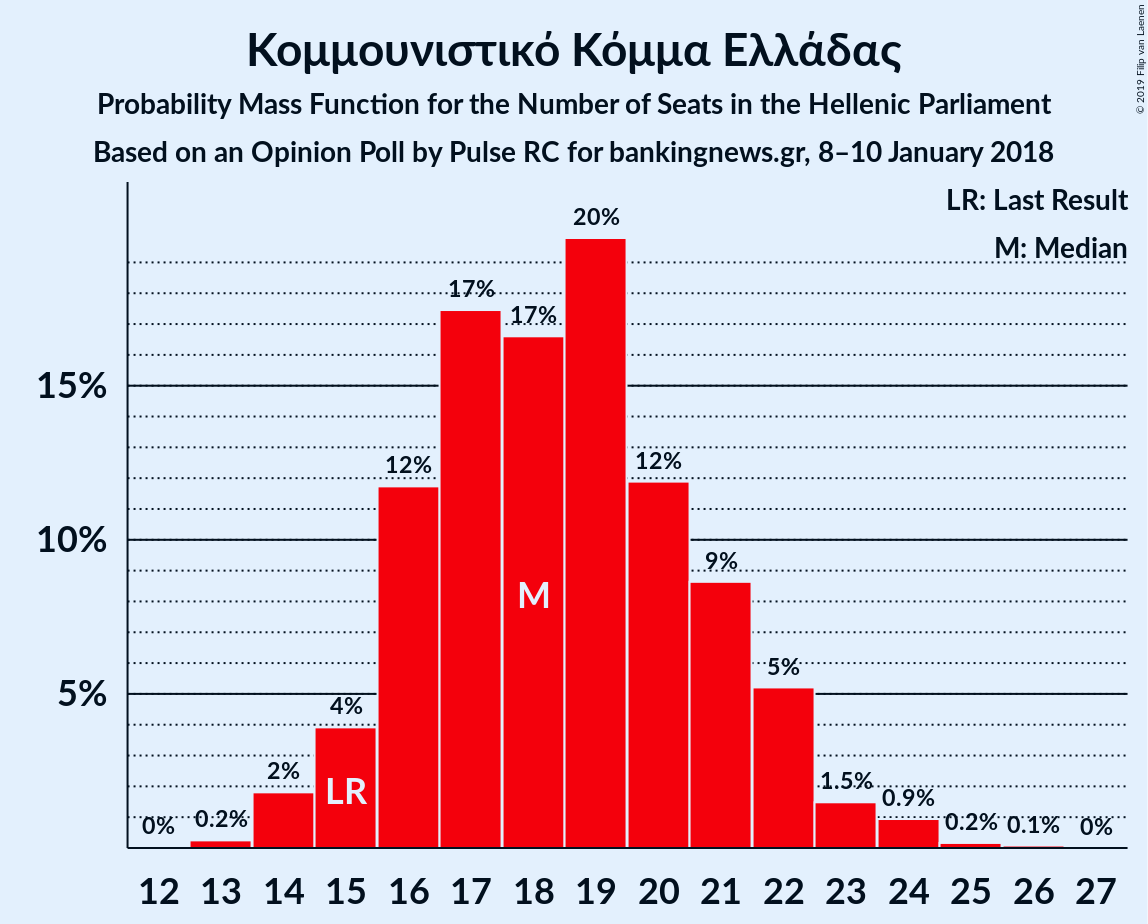 Κομμουνιστικό Κόμμα Ελλάδας
Probability Mass Function for the Number of Seats in the Hellenic Parliament
Based on an Opinion Poll by Pulse RC for bankingnews.gr, 8–10 January 2018
© 2019 Filip van Laenen
LR: Last Result
M: Median
20%
17%
17%
15%
12%
12%
10%
9%
M
5%
5%
4%
2%
LR
1.5%
0.9%
0%
0.2%
0.2%
0.1%
0%
12 13 14 15 16 17 18 19 20 21 22 23 24 25 26 27